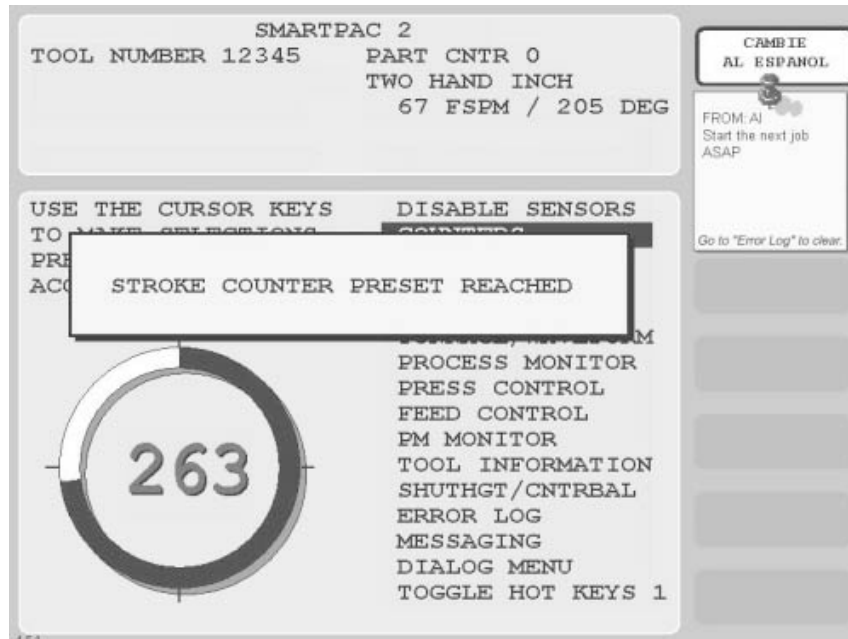 SMARTPAC 2
TOOL NUMBER 12345 PART CNTR 0
TWO HAND INCH
67 FSPM / 205 DEG
CAMBIE
AL ESPANOL
FROM: Al
Start the next job
ASAP
Go to "Error Log" to clear.
USE THE CURSOR KEYS
TO MAKE SELECTIONS
STROKE COUNTER PRESET REACHED
263
DISABLE SENSORS
COUNTERS
PROCESS MONITOR
PRESS CONTROL
FEED CONTROL
PM MONITOR
TOOL INFORMATION
SHUTHGT/CNTRBAL
ERROR LOG
MESSAGING
DIALOG MENU
TOGGLE HOT KEYS 1